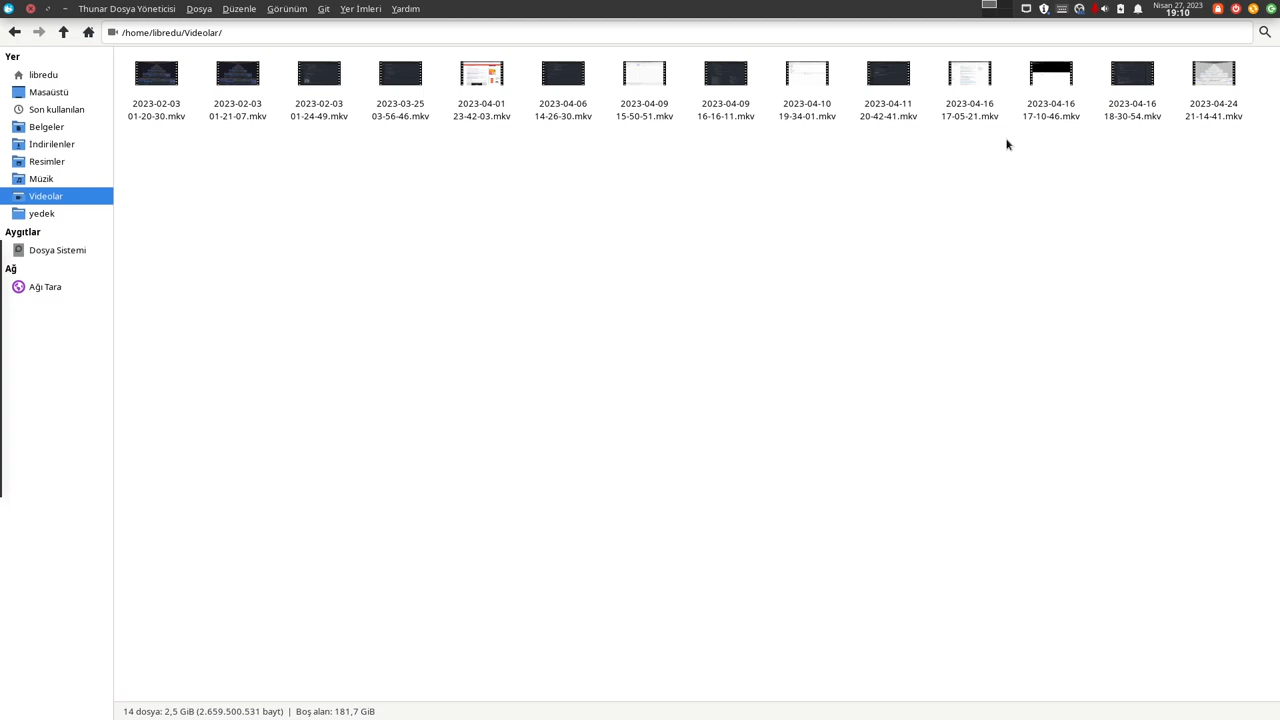 Thunar Dosya Yöneticisi Dosya Düzenle Görünüm Git Yer İmleri Yardım
Nisan 27, 2023
19:10
/home/libredu/Videolar/
Yer
libredu
Masaüstü
Son kullanılan
Belgeler
İndirilenler
Resimler
Müzik
Videolar
yedek
Aygıtlar
Dosya Sistemi
Ağ
Ağı Tara
2023-02-03
01-20-30.mkv
2023-02-03
01-21-07.mkv
2023-02-03
01-24-49.mkv
2023-03-25
03-56-46.mkv
2023-04-01
23-42-03.mkv
2023-04-06
14-26-30.mkv
2023-04-09
15-50-51.mkv
2023-04-09
16-16-11.mkv
2023-04-10
19-34-01.mkv
2023-04-11
20-42-41.mkv
2023-04-16
17-05-21.mkv
2023-04-16
17-10-46.mkv
2023-04-16
18-30-54.mkv
2023-04-24
21-14-41.mkv
14 dosya: 2,5 GiB (2.659.500.531 bayt) | Boş alan: 181,7 GiB